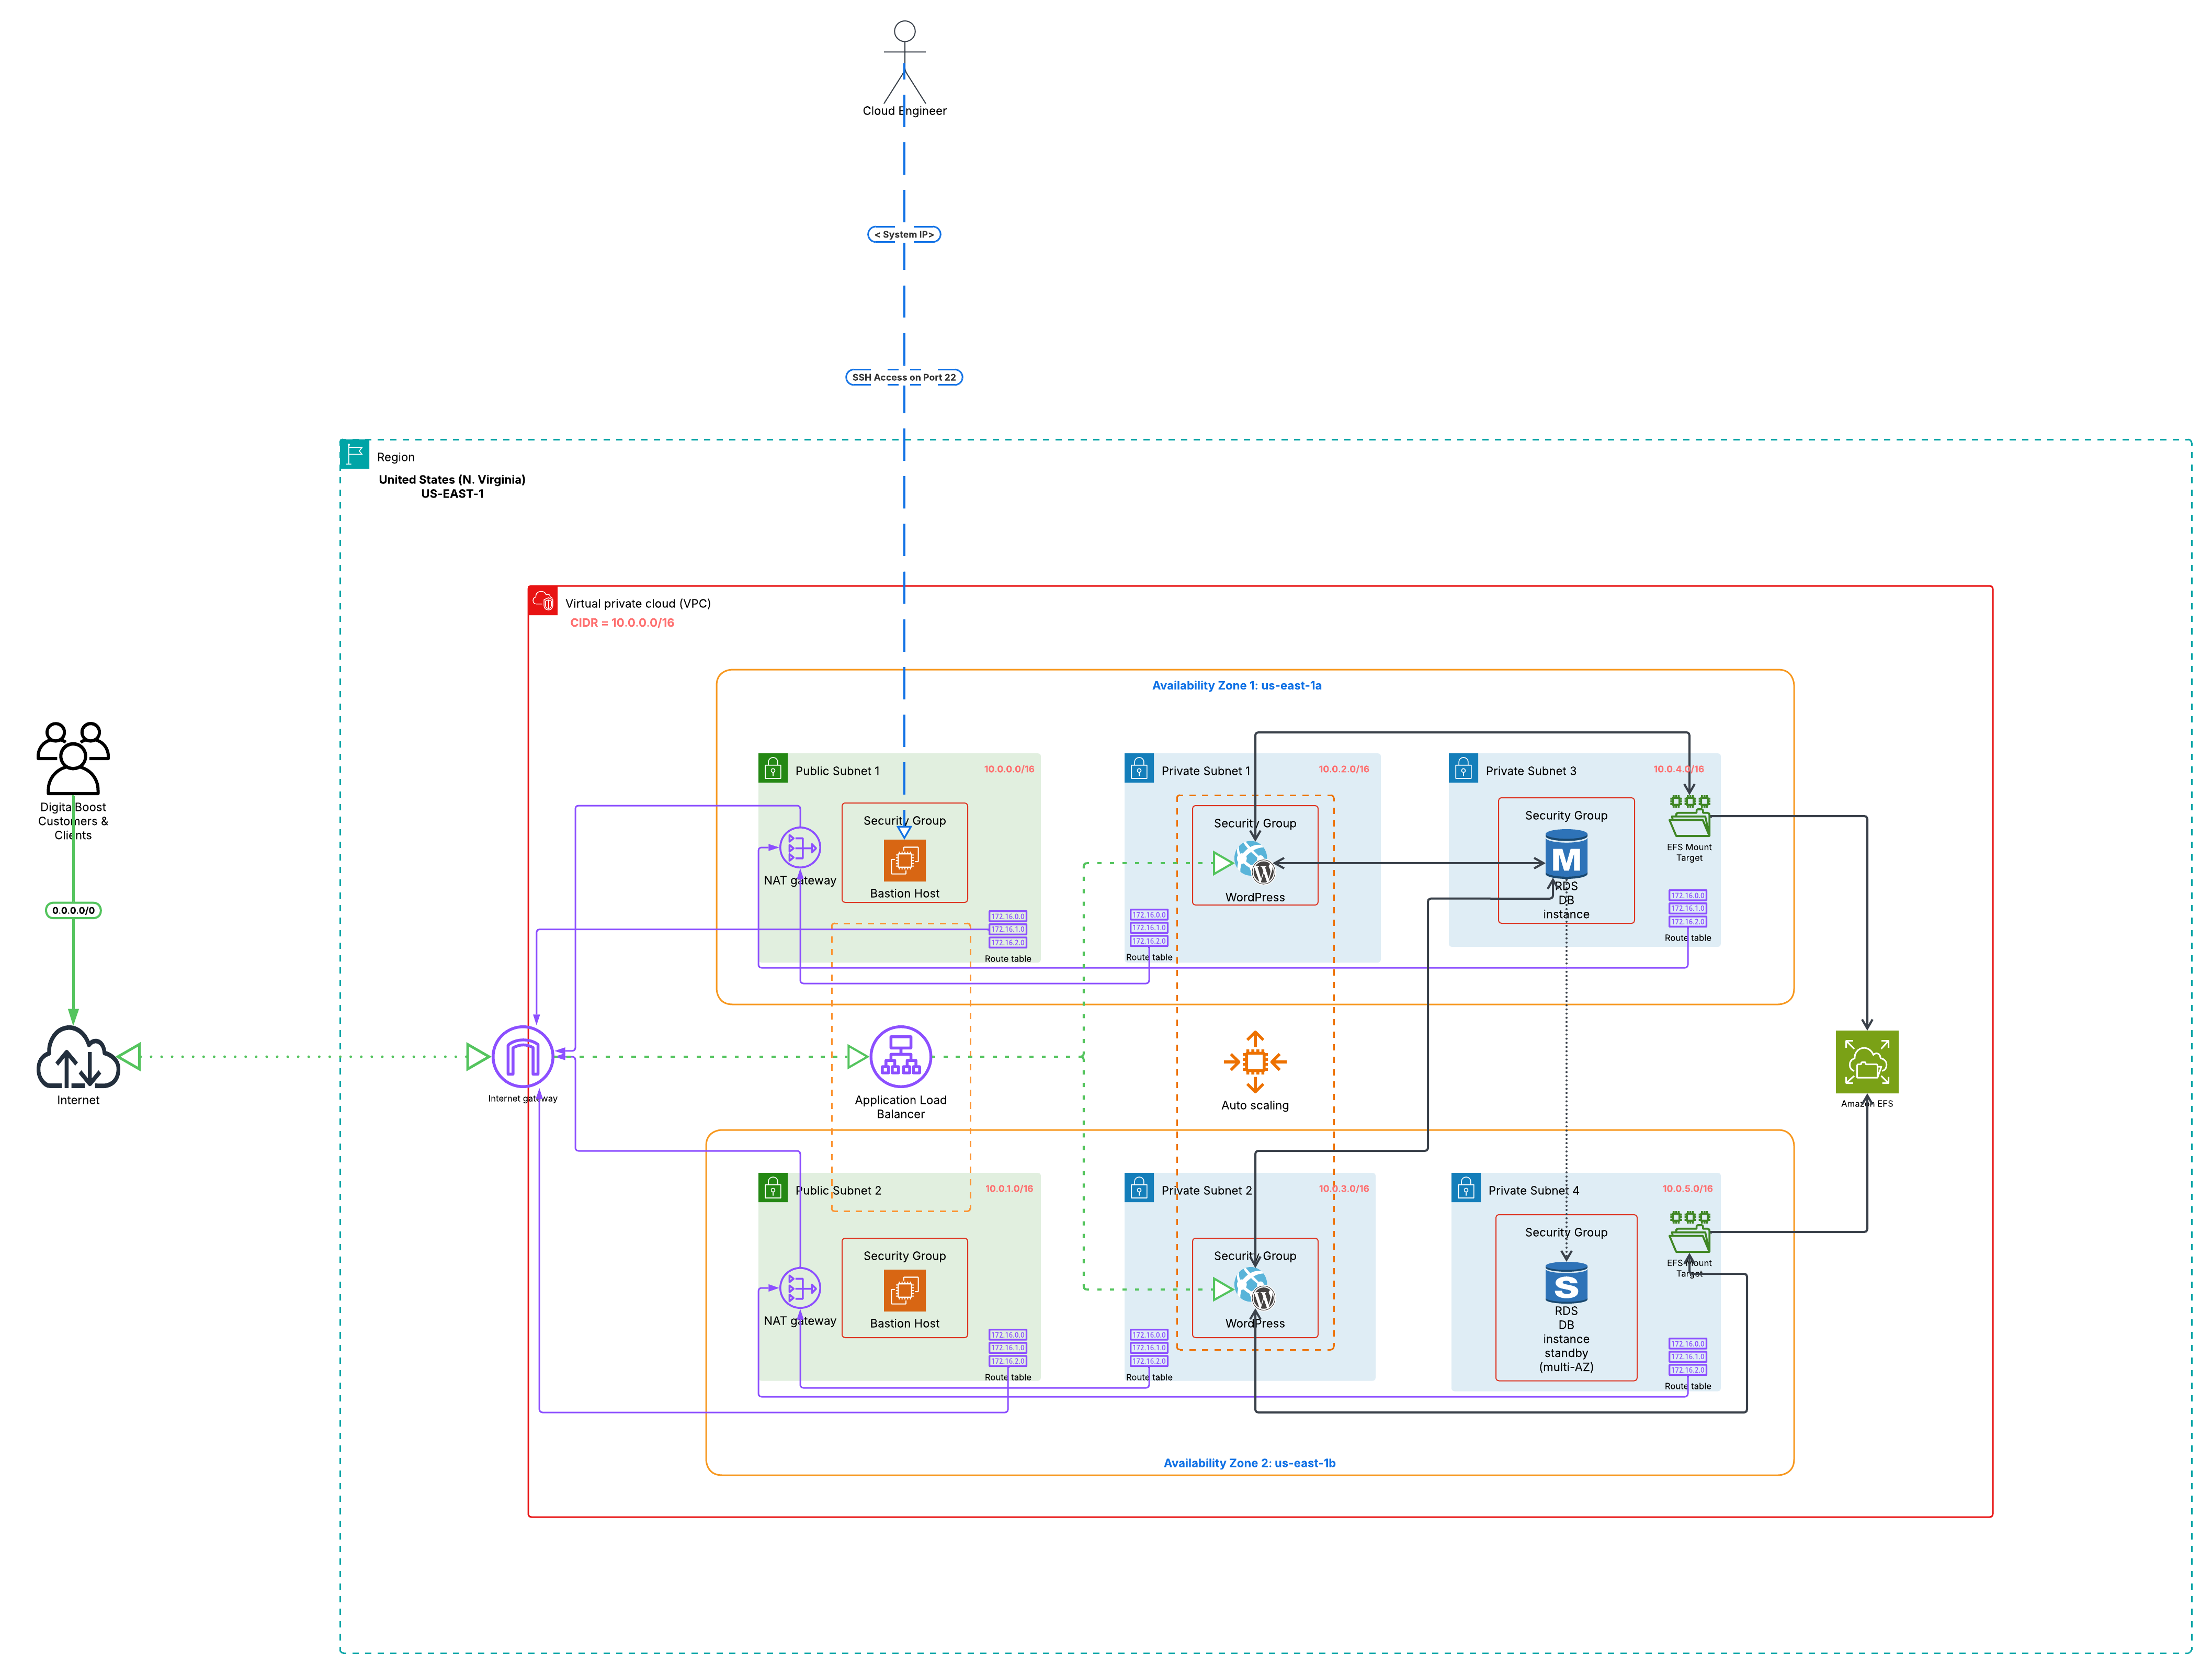 Cloud Engineer
< System IP>
SSH Access on Port 22
Region
United States (N. Virginia)
US-EAST-1
Virtual private cloud (VPC)
CIDR = 10.0.0.0/16
Availability Zone 1: us-east-1a
Digital Boost
Customers &
Clients
0.0.0.0/0
Internet
Internet gateway
Public Subnet 1
10.0.0.0/16
Security Group
Bastion Host
NAT gateway
172.16.0.0
172.16.1.0
172.16.2.0
Route table
Private Subnet 1
10.0.2.0/16
Security Group
WordPress
172.16.0.0
172.16.1.0
172.16.2.0
Route table
Private Subnet 3
10.0.4.0/16
Security Group
M
RDS
DB
instance
EFS Mount
Target
172.16.0.0
172.16.1.0
172.16.2.0
Route table
Application Load
Balancer
Auto scaling
Amazon EFS
Public Subnet 2
10.0.1.0/16
Security Group
Bastion Host
NAT gateway
172.16.0.0
172.16.1.0
172.16.2.0
Route table
Private Subnet 2
10.0.3.0/16
Security Group
WordPress
172.16.0.0
172.16.1.0
172.16.2.0
Route table
Private Subnet 4
10.0.5.0/16
Security Group
S
RDS
DB
instance
standby
(multi-AZ)
EFS Mount
Target
172.16.0.0
172.16.1.0
172.16.2.0
Route table
Availability Zone 2: us-east-1b